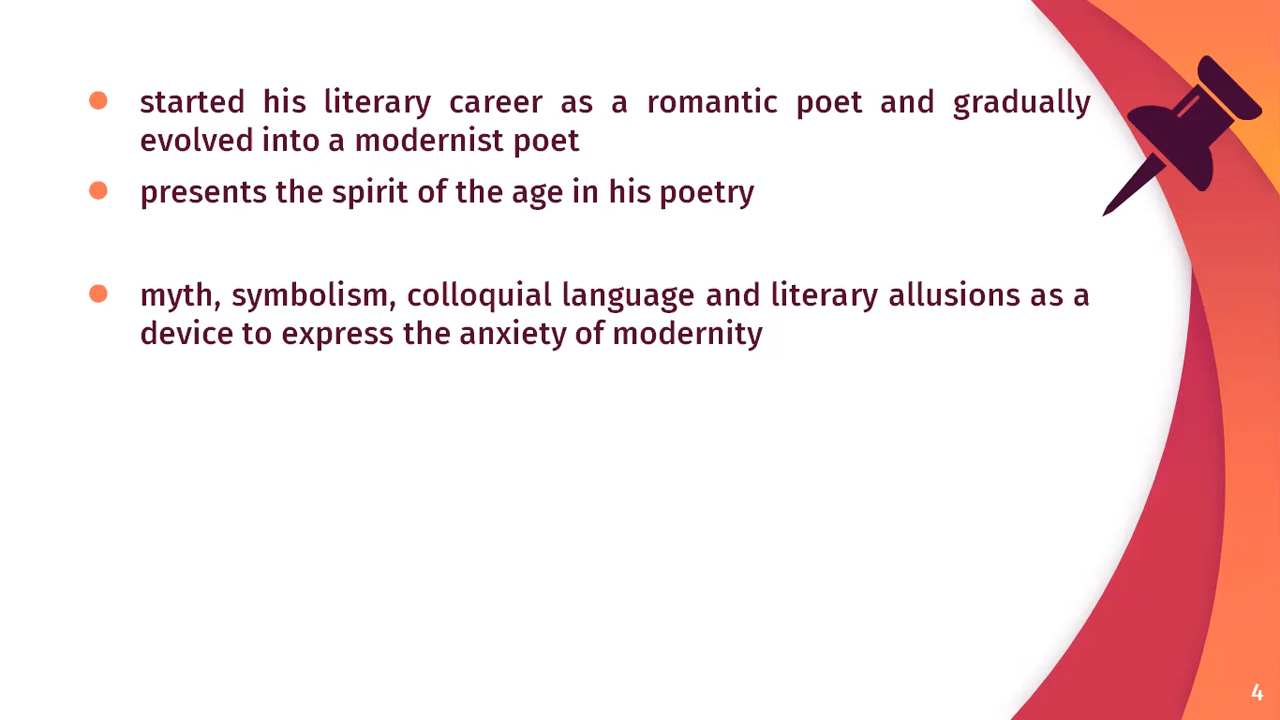 started his literary career as a romantic poet and gradually
evolved into a modernist poet
presents the spirit of the age in his poetry
myth, symbolism, colloquial language and literary allusions as a
device to express the anxiety of modernity
4